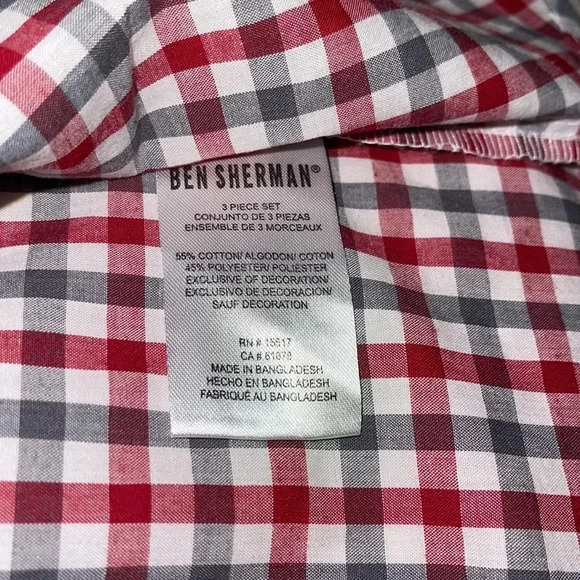 BEN SHERMAN®
3 PIECE SET
CONJUNTO DE 3 PIEZAS
ENSEMBLE DE 3 MORCEAUX
55% COTTON/ALGODON/COTON
45% POLYESTER/POLIESTER
EXCLUSIVE OF DECORATION/
EXCLUSIVO DE DECORACION/
SAUF DECORATION
RN # 15517
CA # 61878
MADE IN BANGLADESH
HECHO EN BANGLADESH
FABRIQUÉ AU BANGLADESH